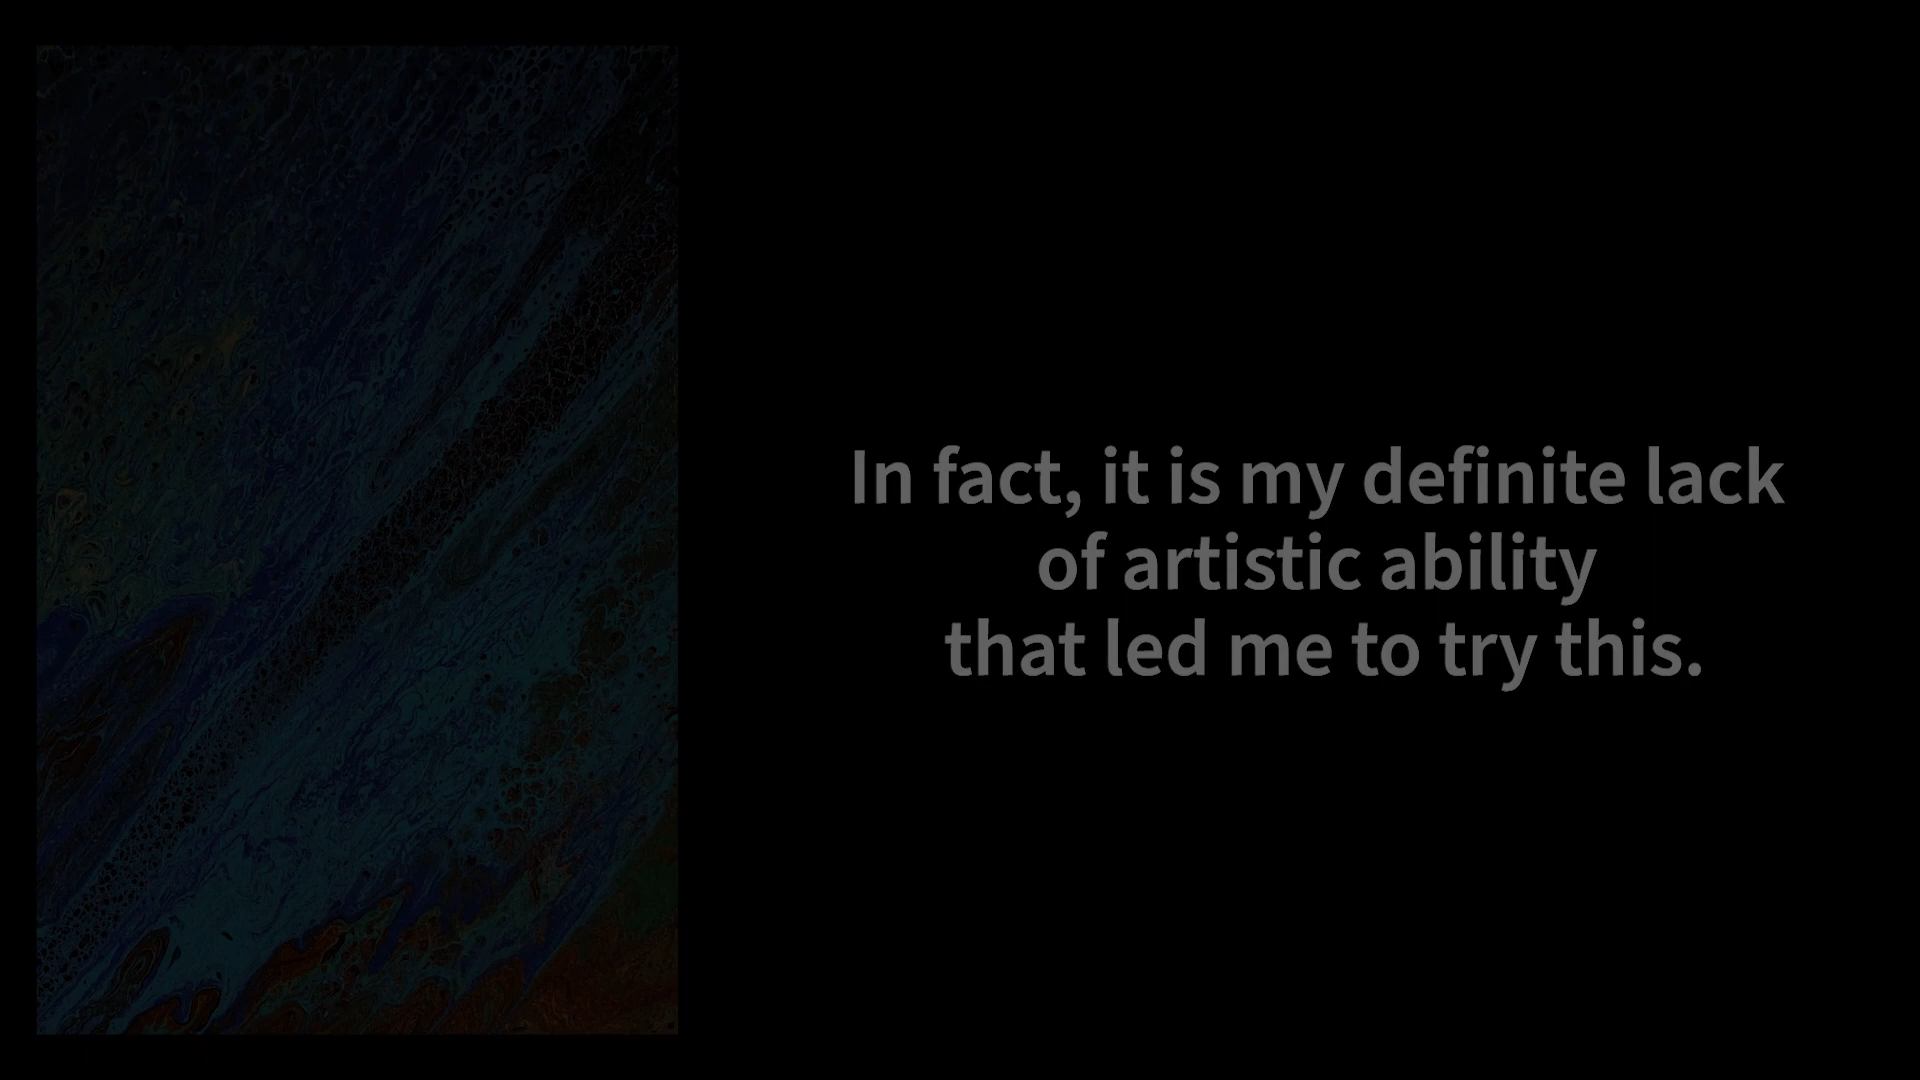 In fact, it is my definite lack
of artistic ability
that led me to try this.